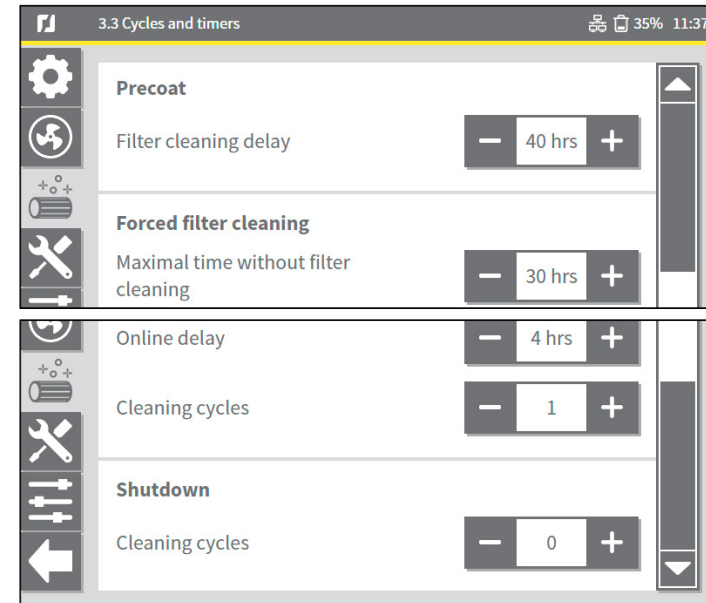 3.3 Cycles and timers 35% 11:37
Precoat
Filter cleaning delay − 40 hrs +
Forced filter cleaning
Maximal time without filter
cleaning − 30 hrs +
Online delay − 4 hrs +
Cleaning cycles − 1 +
Shutdown
Cleaning cycles − 0 +